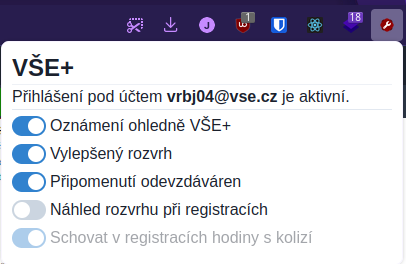 J
1
18
VŠE+
Přihlášení pod účtem vrbj04@vse.cz je aktivní.
Oznámení ohledně VŠE+
Vylepšený rozvrh
Připomenutí odevzdáváren
Náhled rozvrhu při registracích
Schovat v registracích hodiny s kolizí